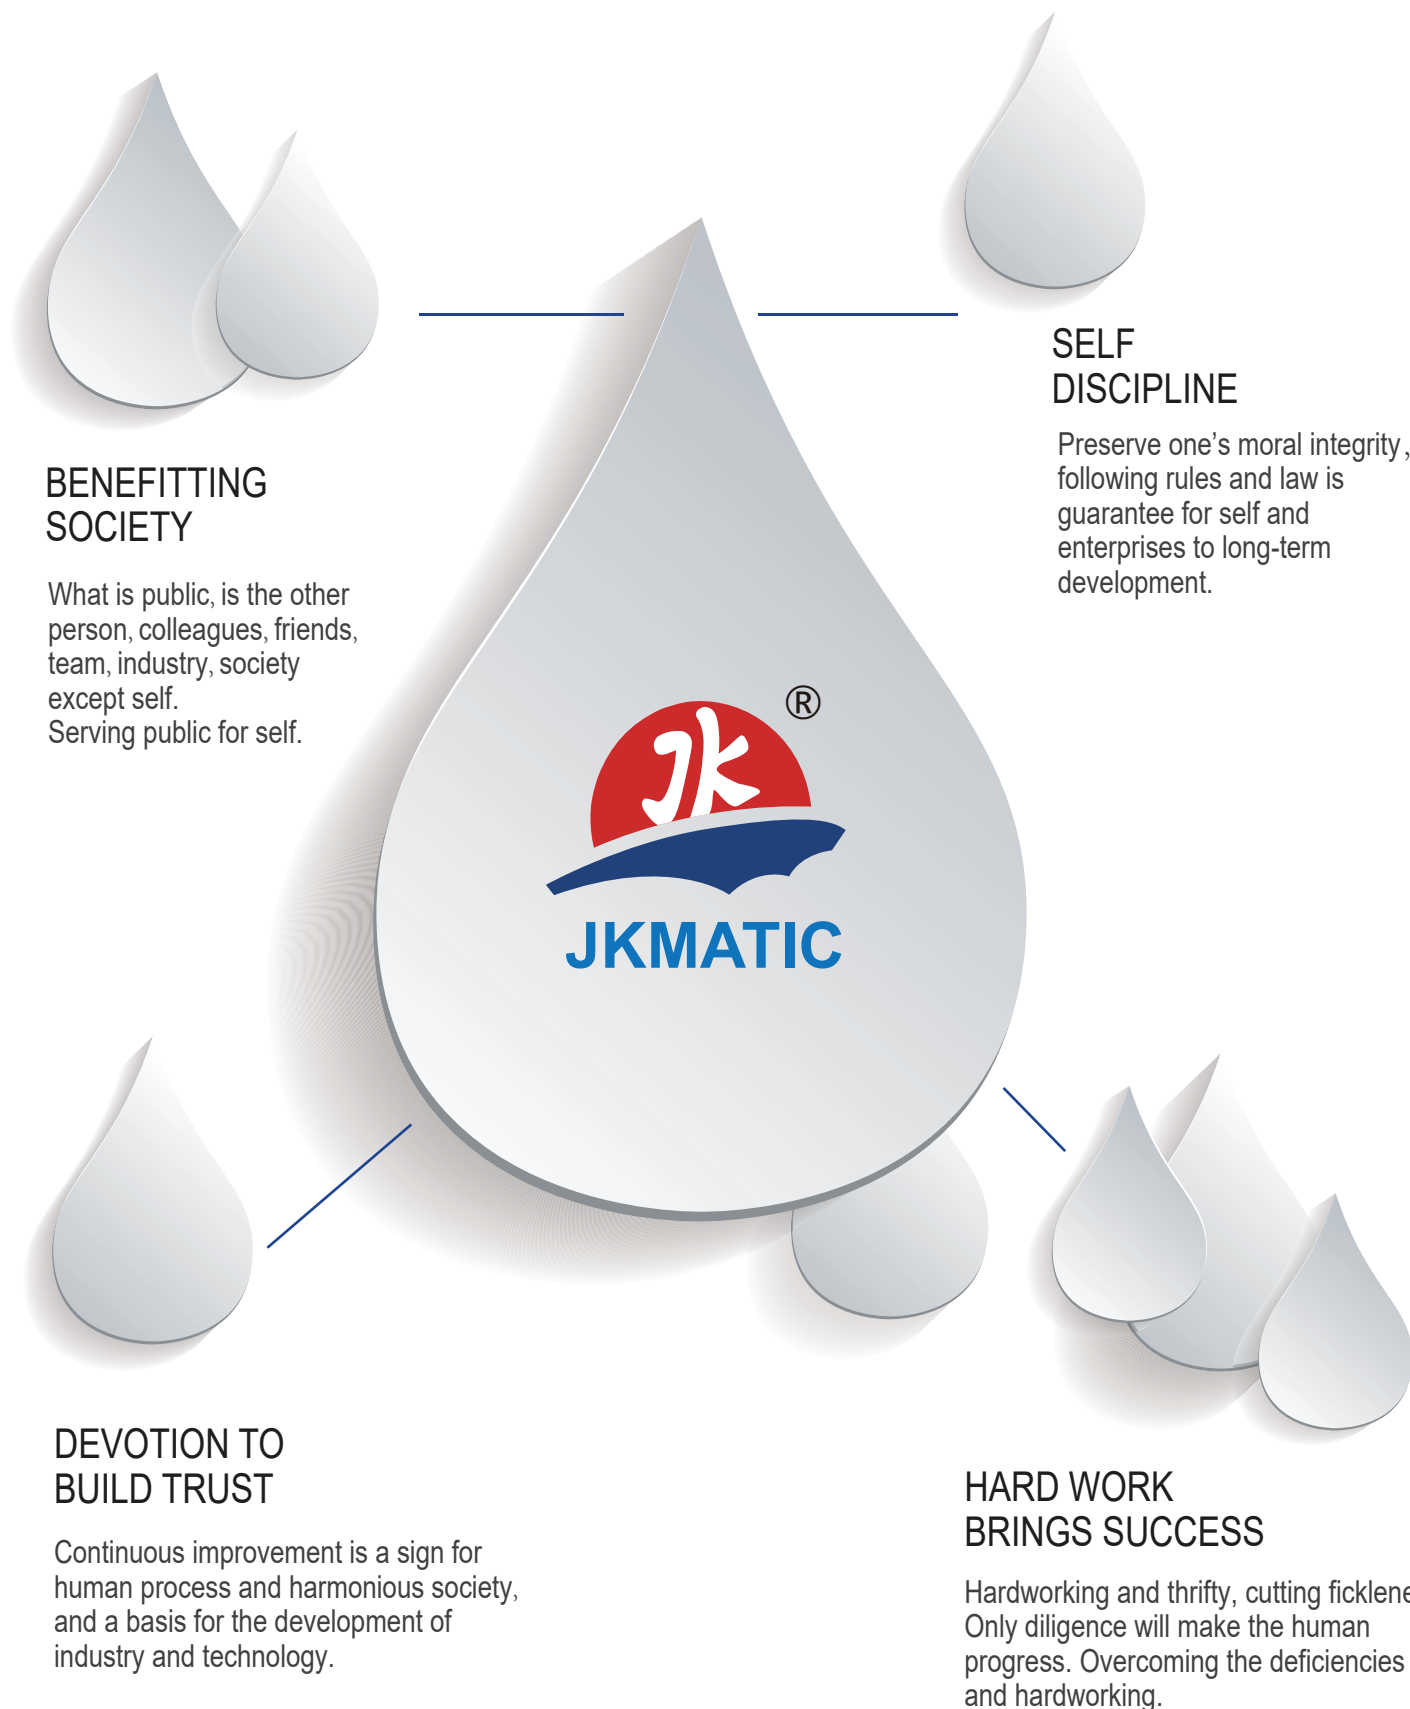 BENEFITTING
SOCIETY
What is public, is the other
person, colleagues, friends,
team, industry, society
except self.
Serving public for self.
SELF
DISCIPLINE
Preserve one’s moral integrity,
following rules and law is
guarantee for self and
enterprises to long-term
development.
JK ®
JKMATIC
DEVOTION TO
BUILD TRUST
Continuous improvement is a sign for
human process and harmonious society,
and a basis for the development of
industry and technology.
HARD WORK
BRINGS SUCCESS
Hardworking and thrifty, cutting
Only diligence will make the human
progress. Overcoming the deficiencies
and hardworking.